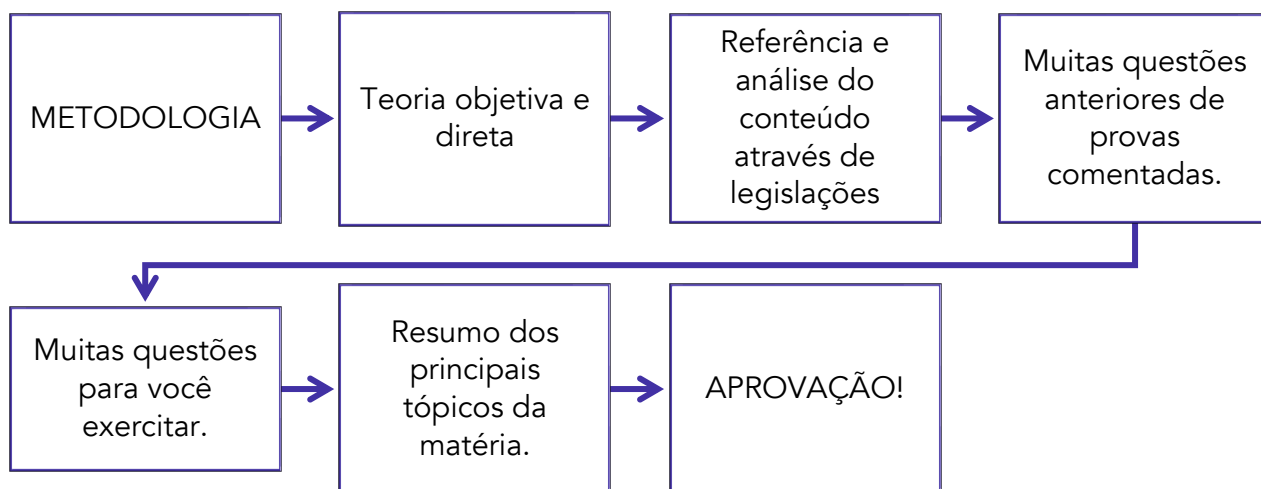 METODOLOGIA
Teoria objetiva e
direta
Referência e
análise do
conteúdo
através de
legislações
Muitas questões
anteriores de
provas
comentadas.
Muitas questões
para você
exercitar.
Resumo dos
principais
tópicos da
matéria.
APROVAÇÃO!